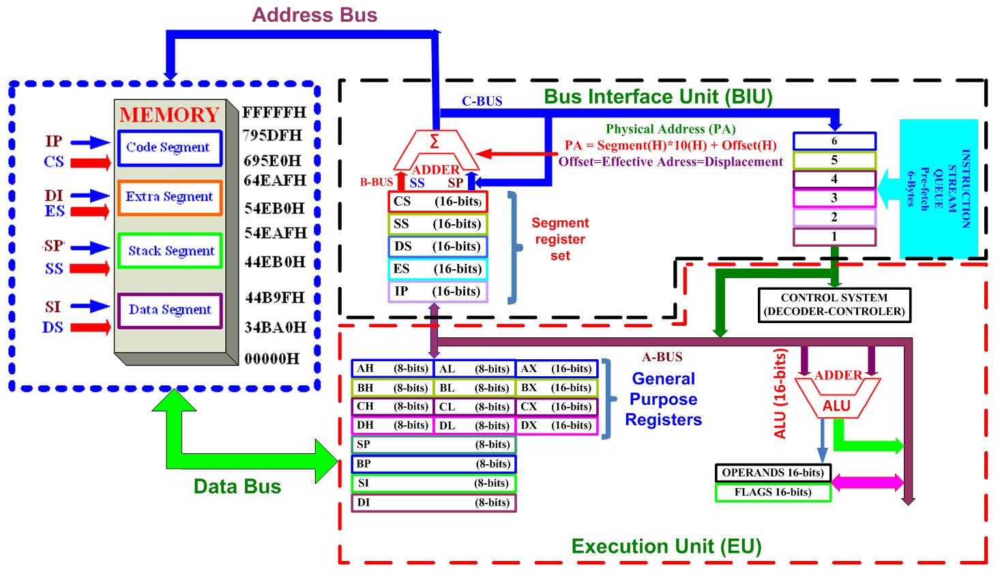 Address Bus
MEMORY
FFFFFH
795DFH
IP
Code Segment
CS
695E0H
64EAFH
DI
Extra Segment
ES
54EB0H
54EAFH
SP
Stack Segment
SS
44EB0H
44B9FH
SI
Data Segment
DS
34BA0H
00000H
Data Bus
Bus Interface Unit (BIU)
C-BUS
Physical Address (PA)
PA = Segment(H)*10(H) + Offset(H)
Offset=Effective Adress=Displacement
Σ
ADDER
B-BUS
SS
SP
CS (16-bits)
SS (16-bits)
DS (16-bits)
ES (16-bits)
IP (16-bits)
Segment
register
set
6
5
4
3
2
1
INSTRUCTION
STREAM
QUEUE
Pre-fetch
6-Bytes
CONTROL SYSTEM
(DECODER-CONTROLER)
A-BUS
AH (8-bits) AL (8-bits) AX (16-bits)
BH (8-bits) BL (8-bits) BX (16-bits)
CH (8-bits) CL (8-bits) CX (16-bits)
DH (8-bits) DL (8-bits) DX (16-bits)
SP (8-bits)
BP (8-bits)
SI (8-bits)
DI (8-bits)
General
Purpose
Registers
ALU (16-bits)
ADDER
ALU
OPERANDS 16-bits)
FLAGS 16-bits)
Execution Unit (EU)